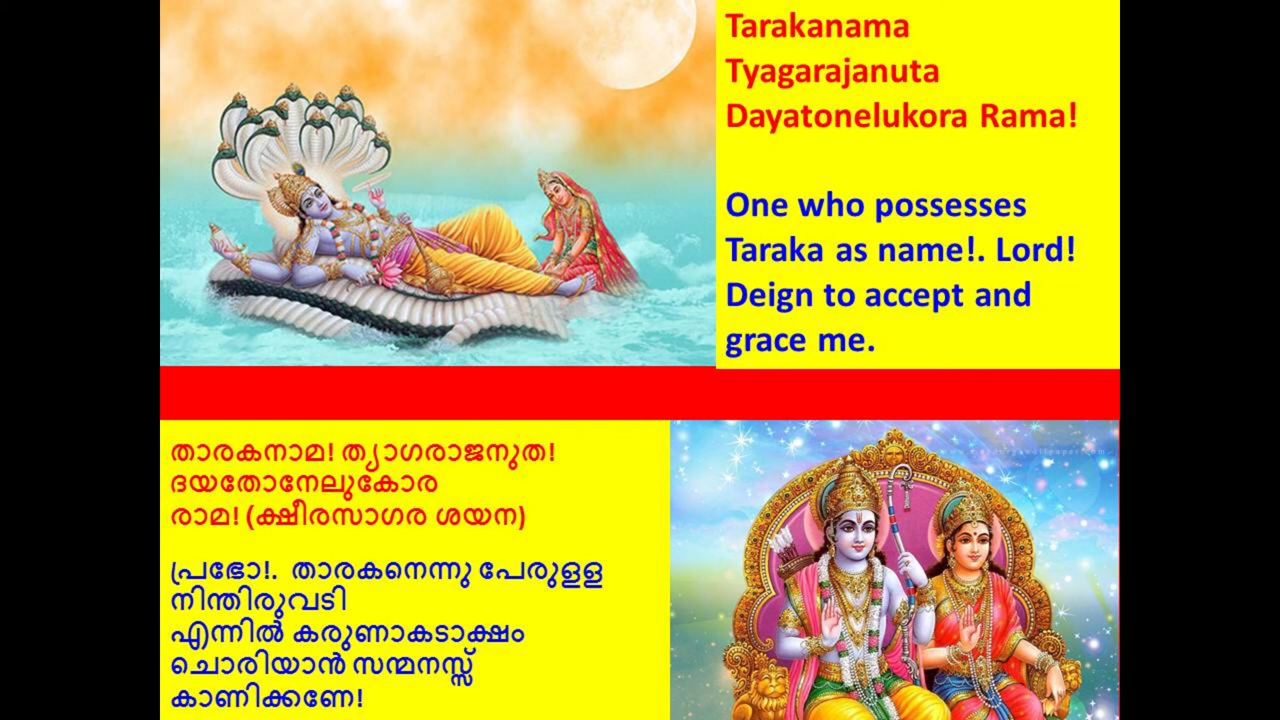 Tarakanama
Tyagarajanuta
Dayatonelukora Rama!
One who possesses
Taraka as name!. Lord!
Deign to accept and
grace me.
താരകനാമ! ത്യാഗരാജനുത!
ദയതോനേലുകോര
രാമ! (ക്ഷീരസാഗര ശയന)
പ്രഭോ!. താരകനെന്നു പേരുളള
നിന്തിരുവടി
എന്നിൽ കരുണാകടാക്ഷം
ചൊരിയാൻ സന്മനസ്സ്
കാണിക്കണേ!